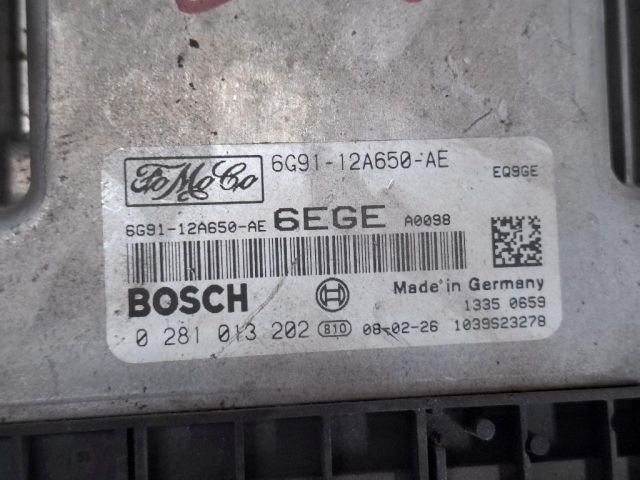 FoMoCo 6G91-12A650-AE EQ9GE
6G91-12A650-AE 6EGE A0098
BOSCH Made in Germany
1335 0659
0 281 013 202 810 08-02-26 1039S23278